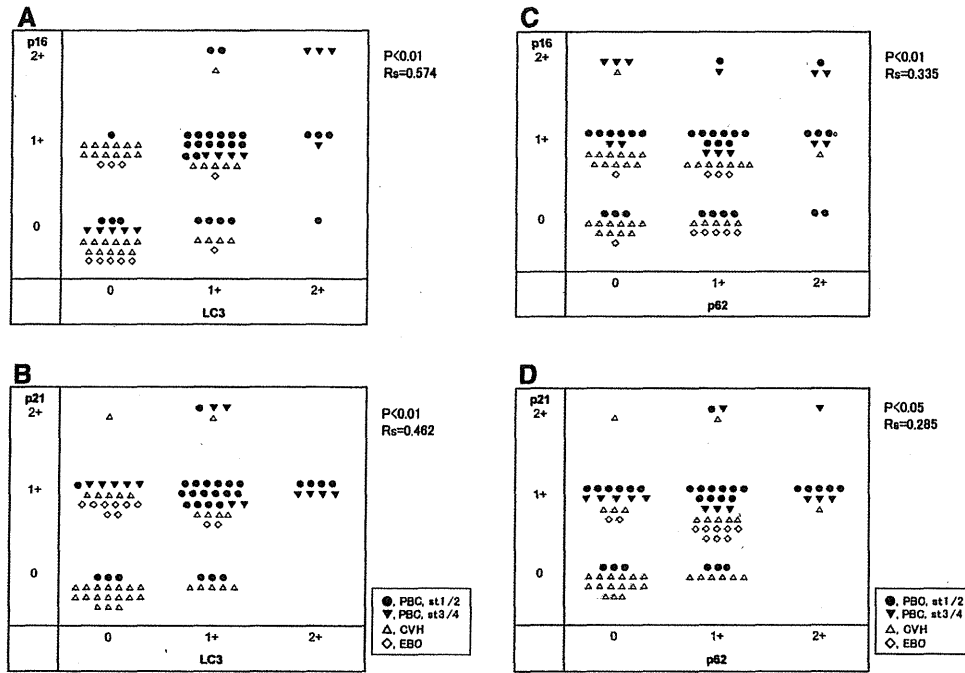 A
p16
2+
1+
0
0 1+ 2+
LC3
P<0.01
Rs=0.574
C
p16
2+
1+
0
0 1+ 2+
p62
P<0.01
Rs=0.335
B
p21
2+
1+
0
0 1+ 2+
LC3
P<0.01
Rs=0.462
●, PBC, st1/2
▼, PBC, st3/4
△, CVH
◇, EBO
D
p21
2+
1+
0
0 1+ 2+
p62
P<0.05
Rs=0.285
●, PBC, st1/2
▼, PBC, st3/4
△, CVH
◇, EBO